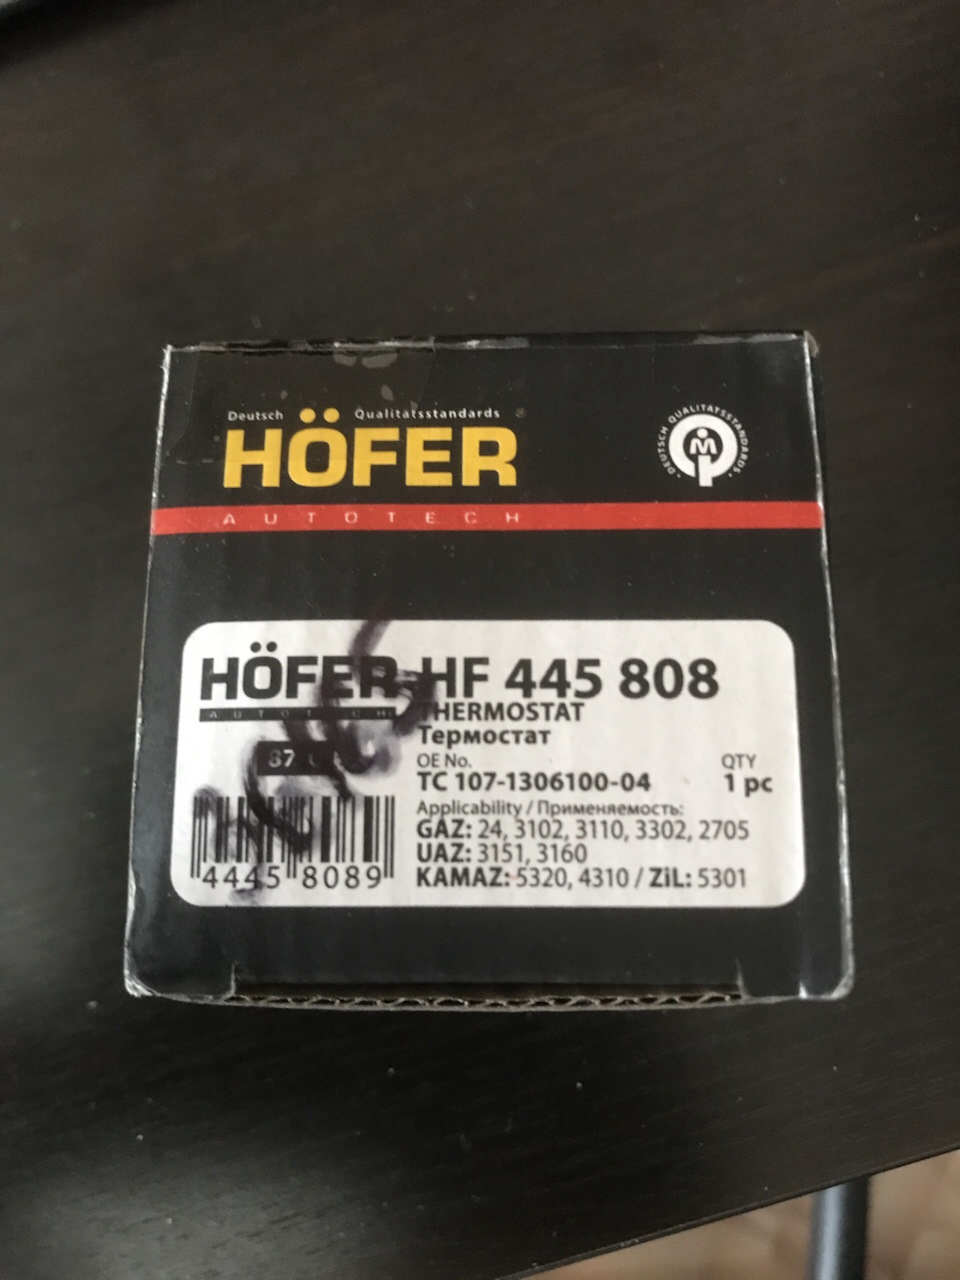 Deutsch Qualitatsstandards
HÖFER
AUTOTECH
DEUTSCH QUALITATSSTANDARDS
HÖFER HF 445 808
AUTOTECH
THERMOSTAT
Термостат
87
OE No.
QTY
TC 107-1306100-04
1 pc
Applicability / Применяемость:
GAZ: 24, 3102, 3110, 3302, 2705
UAZ: 3151, 3160
KAMAZ: 5320, 4310 / ZiL: 5301
4445 8089